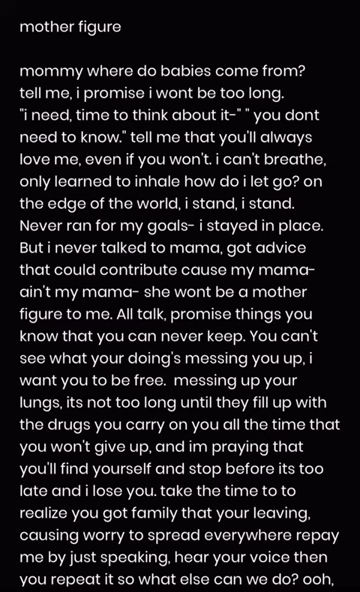 mother figure
mommy where do babies come from?
tell me, i promise i wont be too long.
"i need, time to think about it-" " you dont
need to know." tell me that you'll always
love me, even if you won't. i can't breathe,
only learned to inhale how do i let go? on
the edge of the world, i stand, i stand.
Never ran for my goals- i stayed in place.
But i never talked to mama, got advice
that could contribute cause my mama-
ain't my mama- she wont be a mother
figure to me. All talk, promise things you
know that you can never keep. You can't
see what your doing's messing you up, i
want you to be free.  messing up your
lungs, its not too long until they fill up with
the drugs you carry on you all the time that
you won't give up, and im praying that
you'll find yourself and stop before its too
late and i lose you. take the time to to
realize you got family that your leaving,
causing worry to spread everywhere repay
me by just speaking, hear your voice then
you repeat it so what else can we do? ooh,